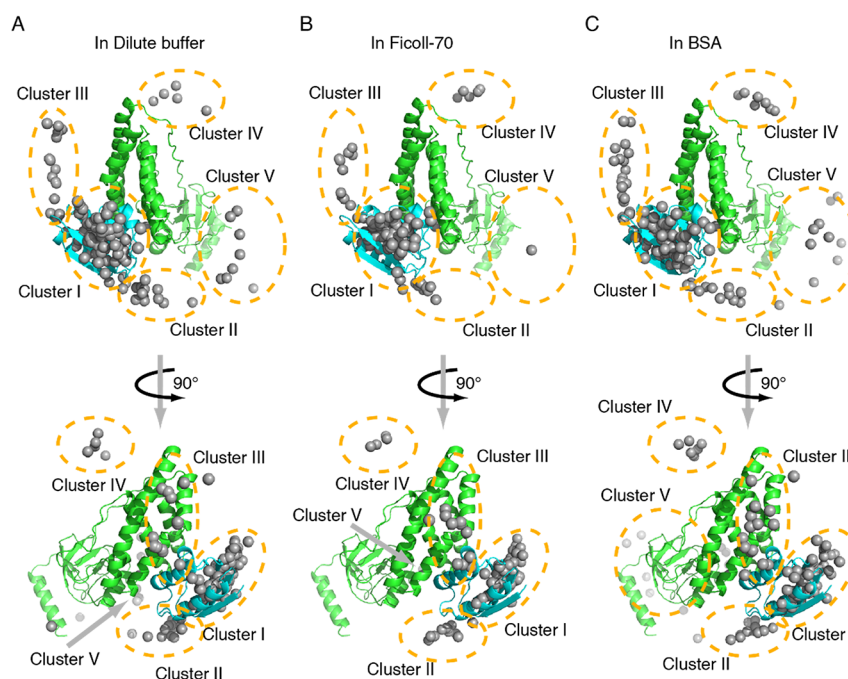 A
B
C
In Dilute buffer
In Ficoll-70
In BSA
Cluster III
Cluster IV
Cluster V
Cluster I
Cluster II
Cluster III
Cluster IV
Cluster V
Cluster I
Cluster II
Cluster III
Cluster IV
Cluster V
Cluster I
Cluster II
90°
90°
90°
Cluster III
Cluster IV
Cluster I
Cluster V
Cluster II
Cluster III
Cluster IV
Cluster V
Cluster I
Cluster II
Cluster IV
Cluster II
Cluster V
Cluster
Cluster II